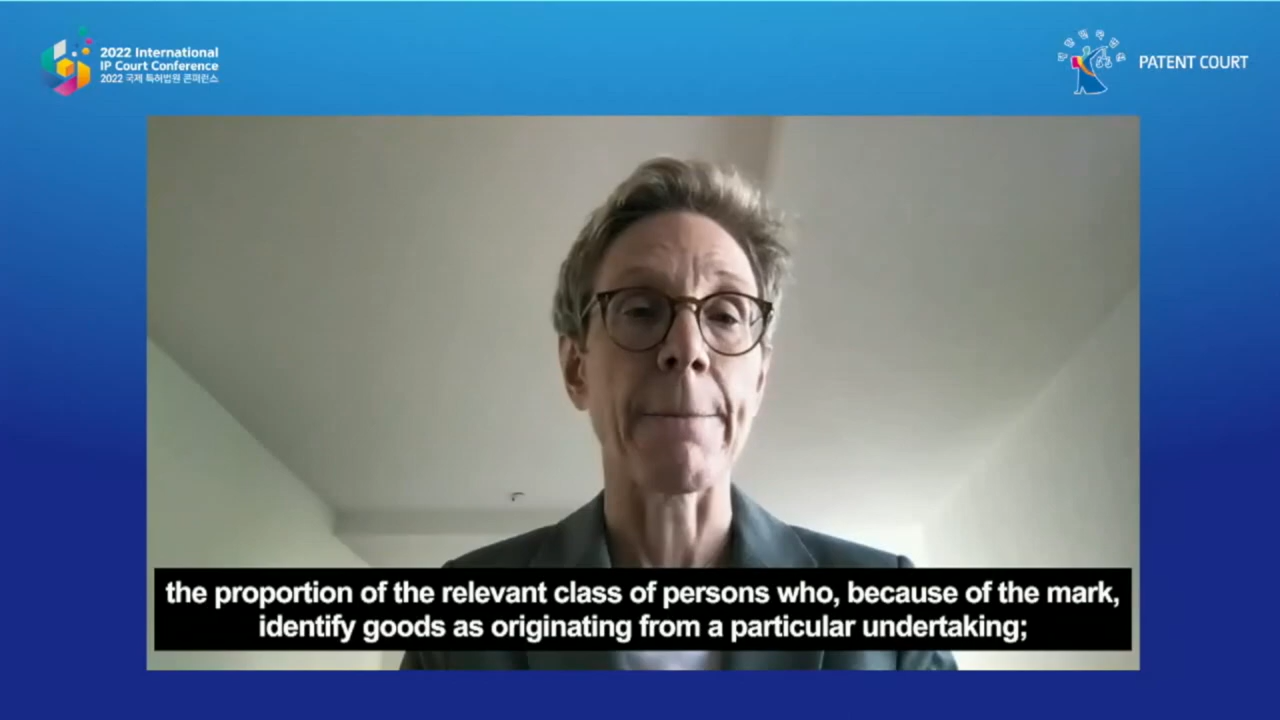 2022 International
IP Court Conference
2022 국제 특허법원 콘퍼런스
PATENT COURT
the proportion of the relevant class of persons who, because of the mark,
identify goods as originating from a particular undertaking;